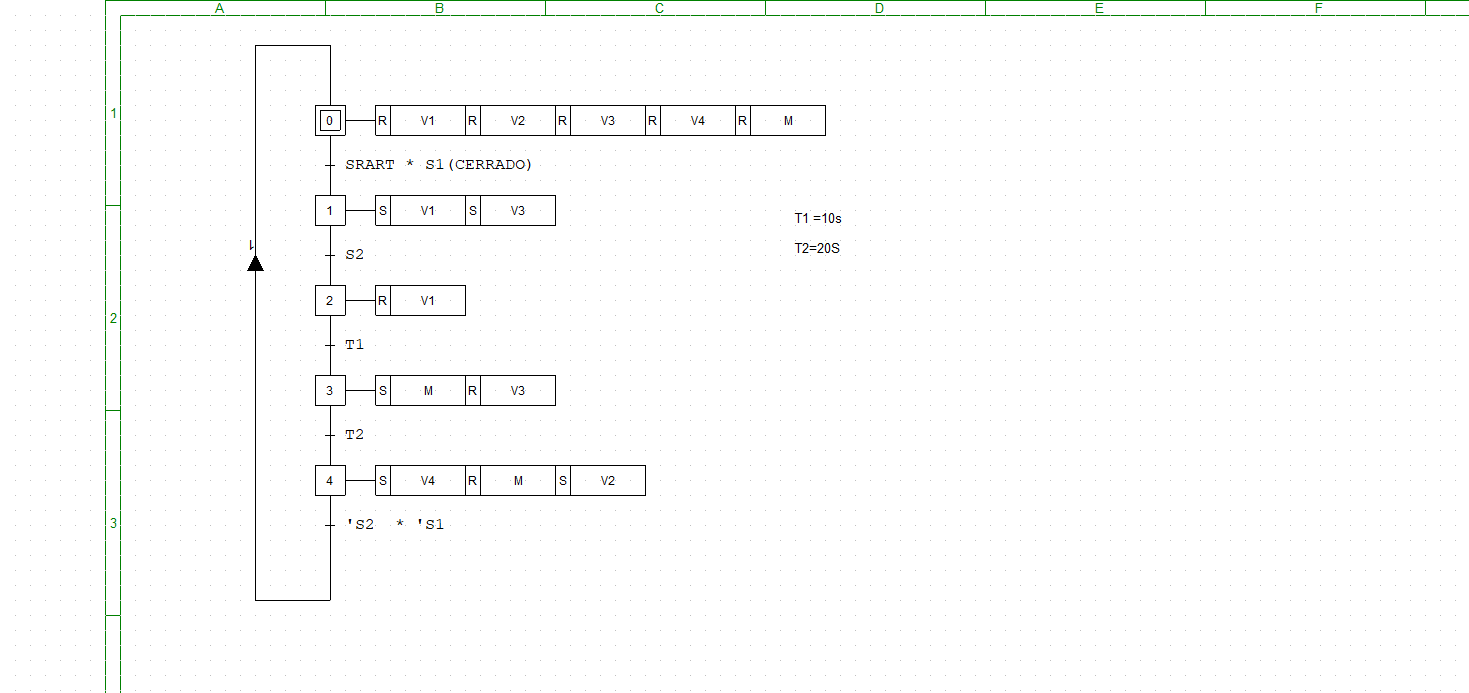 A B C D E F
1
0 R V1 R V2 R V3 R V4 R M
SRART * S1(CERRADO)
1 S V1 S V3
T1 =10s
1
S2
T2=20S
2 R V1
2
T1
3 S M R V3
T2
4 S V4 R M S V2
3
'S2 * 'S1